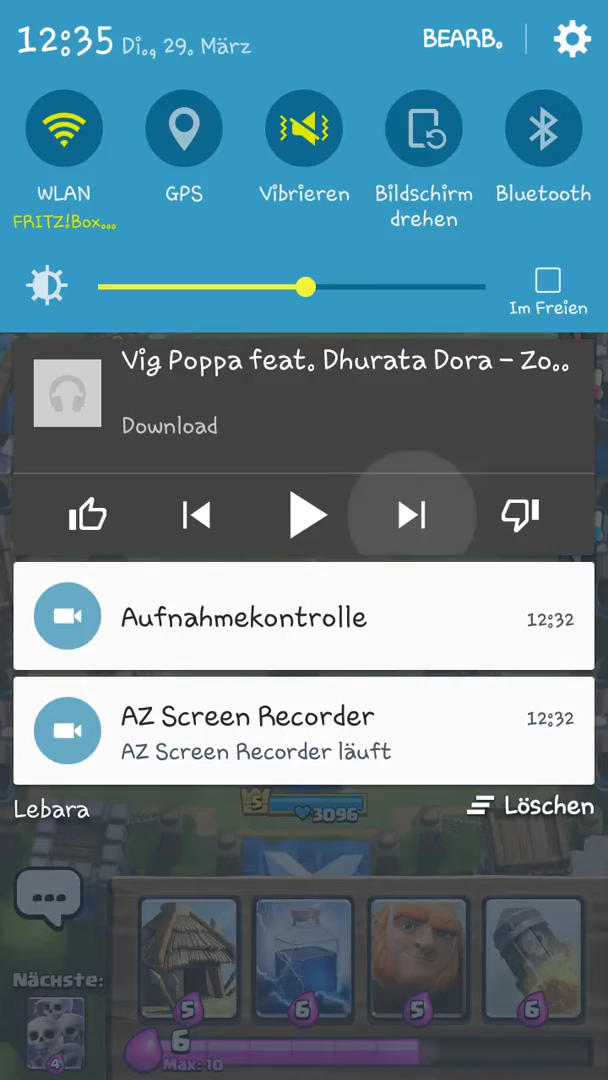 12:35 Di., 29. März BEARB.
WLAN GPS Vibrieren Bildschirm drehen Bluetooth
FRITZ!Box...
Im Freien
Vig Poppa feat. Dhurata Dora – Zo..
Download
Aufnahmekontrolle 12:32
AZ Screen Recorder 12:32
AZ Screen Recorder läuft
Lebara Löschen
5 3096
Nächste:
5 6 5 6
4
6
Max: 10